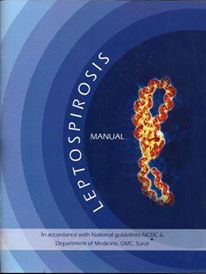 LEPTOSPIROSIS
MANUAL
In accordance with National guidelines NCDC &
Department of Medicine, GMC, Surat